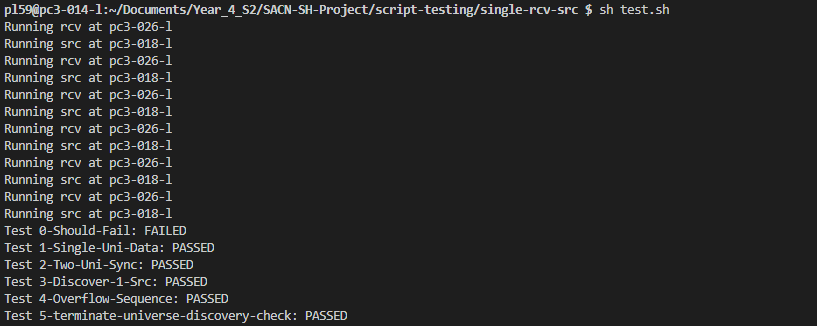 pl59@pc3-014-l:~/Documents/Year_4_S2/SACN-SH-Project/script-testing/single-rcv-src $ sh test.sh
Running rcv at pc3-026-l
Running src at pc3-018-l
Running rcv at pc3-026-l
Running src at pc3-018-l
Running rcv at pc3-026-l
Running src at pc3-018-l
Running rcv at pc3-026-l
Running src at pc3-018-l
Running rcv at pc3-026-l
Running src at pc3-018-l
Running rcv at pc3-026-l
Running src at pc3-018-l
Test 0-Should-Fail: FAILED
Test 1-Single-Uni-Data: PASSED
Test 2-Two-Uni-Sync: PASSED
Test 3-Discover-1-Src: PASSED
Test 4-Overflow-Sequence: PASSED
Test 5-terminate-universe-discovery-check: PASSED